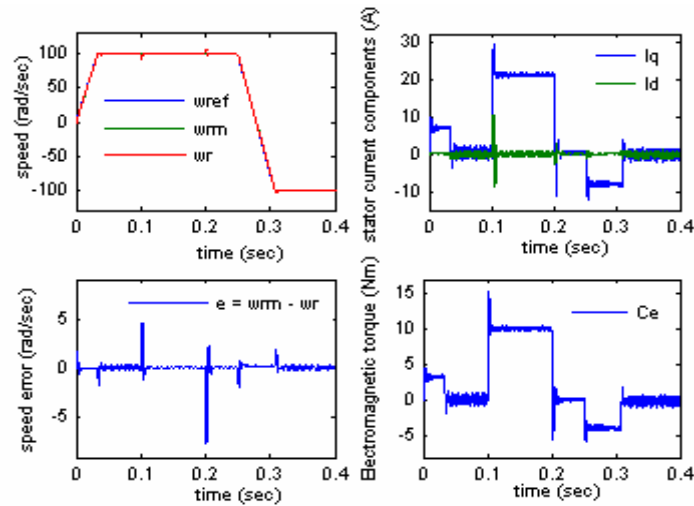 speed (rad/sec)
100
50
0
-50
-100
wref
wrm
wr
0 0.1 0.2 0.3 0.4
time (sec)
stator current components (A)
30
20
10
0
-10
Iq
Id
0 0.1 0.2 0.3 0.4
time (sec)
speed error (rad/sec)
5
0
-5
e = wrm - wr
0 0.1 0.2 0.3 0.4
time (sec)
Electromagnetic torque (Nm)
15
10
5
0
-5
Ce
0 0.1 0.2 0.3 0.4
time (sec)